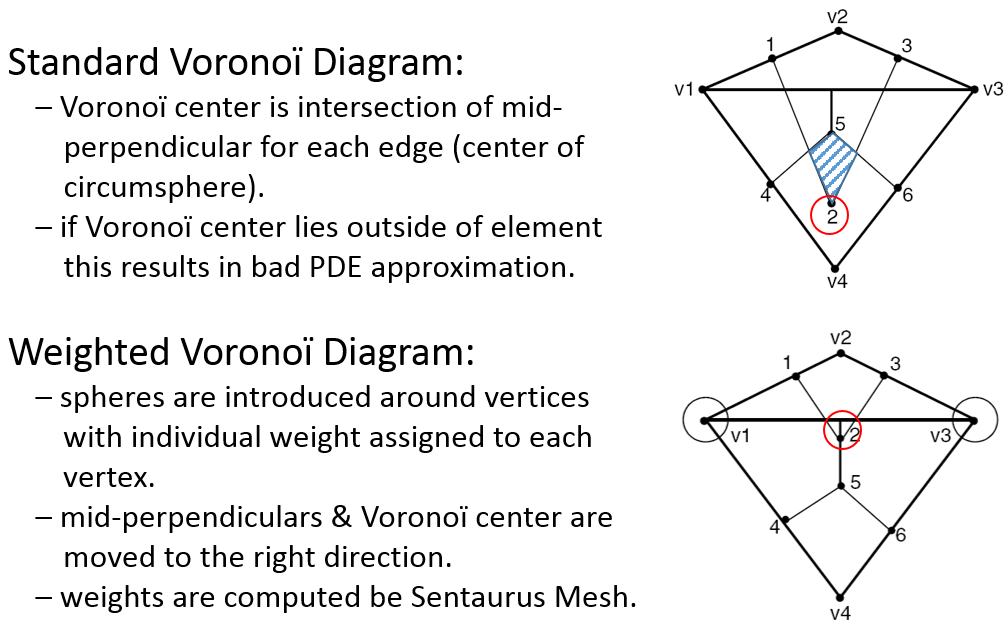 Standard Voronoï Diagram:
– Voronoï center is intersection of mid-
perpendicular for each edge (center of
circumsphere).
– if Voronoï center lies outside of element
this results in bad PDE approximation.
v2
1
3
v1
v3
5
4
6
2
v4
Weighted Voronoï Diagram:
– spheres are introduced around vertices
with individual weight assigned to each
vertex.
– mid-perpendiculars & Voronoï center are
moved to the right direction.
– weights are computed be Sentaurus Mesh.
v2
1
3
v1
2
v3
5
4
6
v4